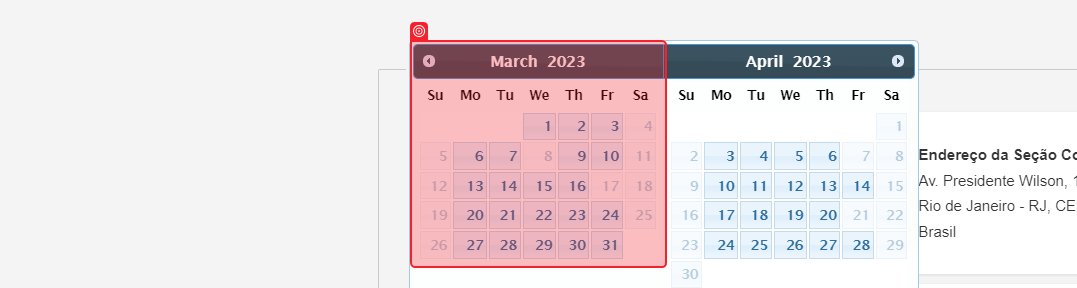 March 2023
Su Mo Tu We Th Fr Sa
1 2 3 4
5 6 7 8 9 10 11
12 13 14 15 16 17 18
19 20 21 22 23 24 25
26 27 28 29 30 31
April 2023
Su Mo Tu We Th Fr Sa
1
2 3 4 5 6 7 8
9 10 11 12 13 14 15
16 17 18 19 20 21 22
23 24 25 26 27 28 29
30
Endereço da Seção Co
Av. Presidente Wilson, 1
Rio de Janeiro - RJ, CE
Brasil